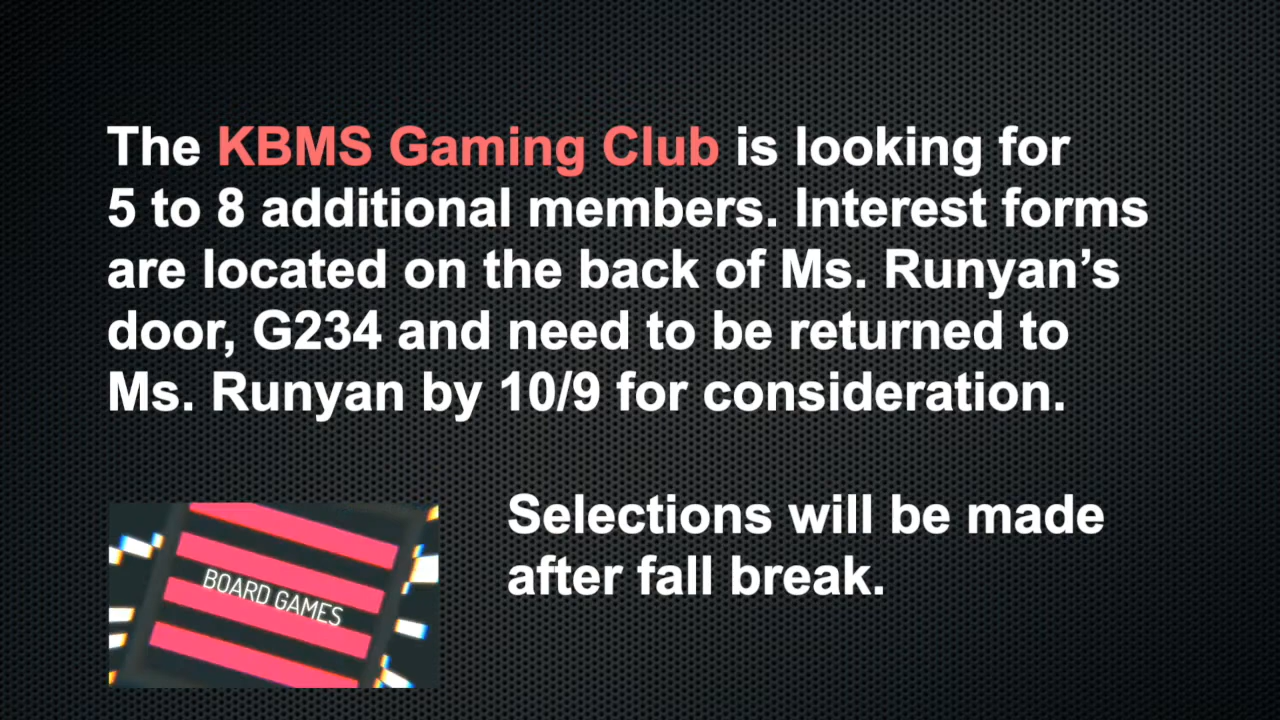 The KBMS Gaming Club is looking for
5 to 8 additional members. Interest forms
are located on the back of Ms. Runyan’s
door, G234 and need to be returned to
Ms. Runyan by 10/9 for consideration.
Selections will be made
after fall break.
BOARD GAMES